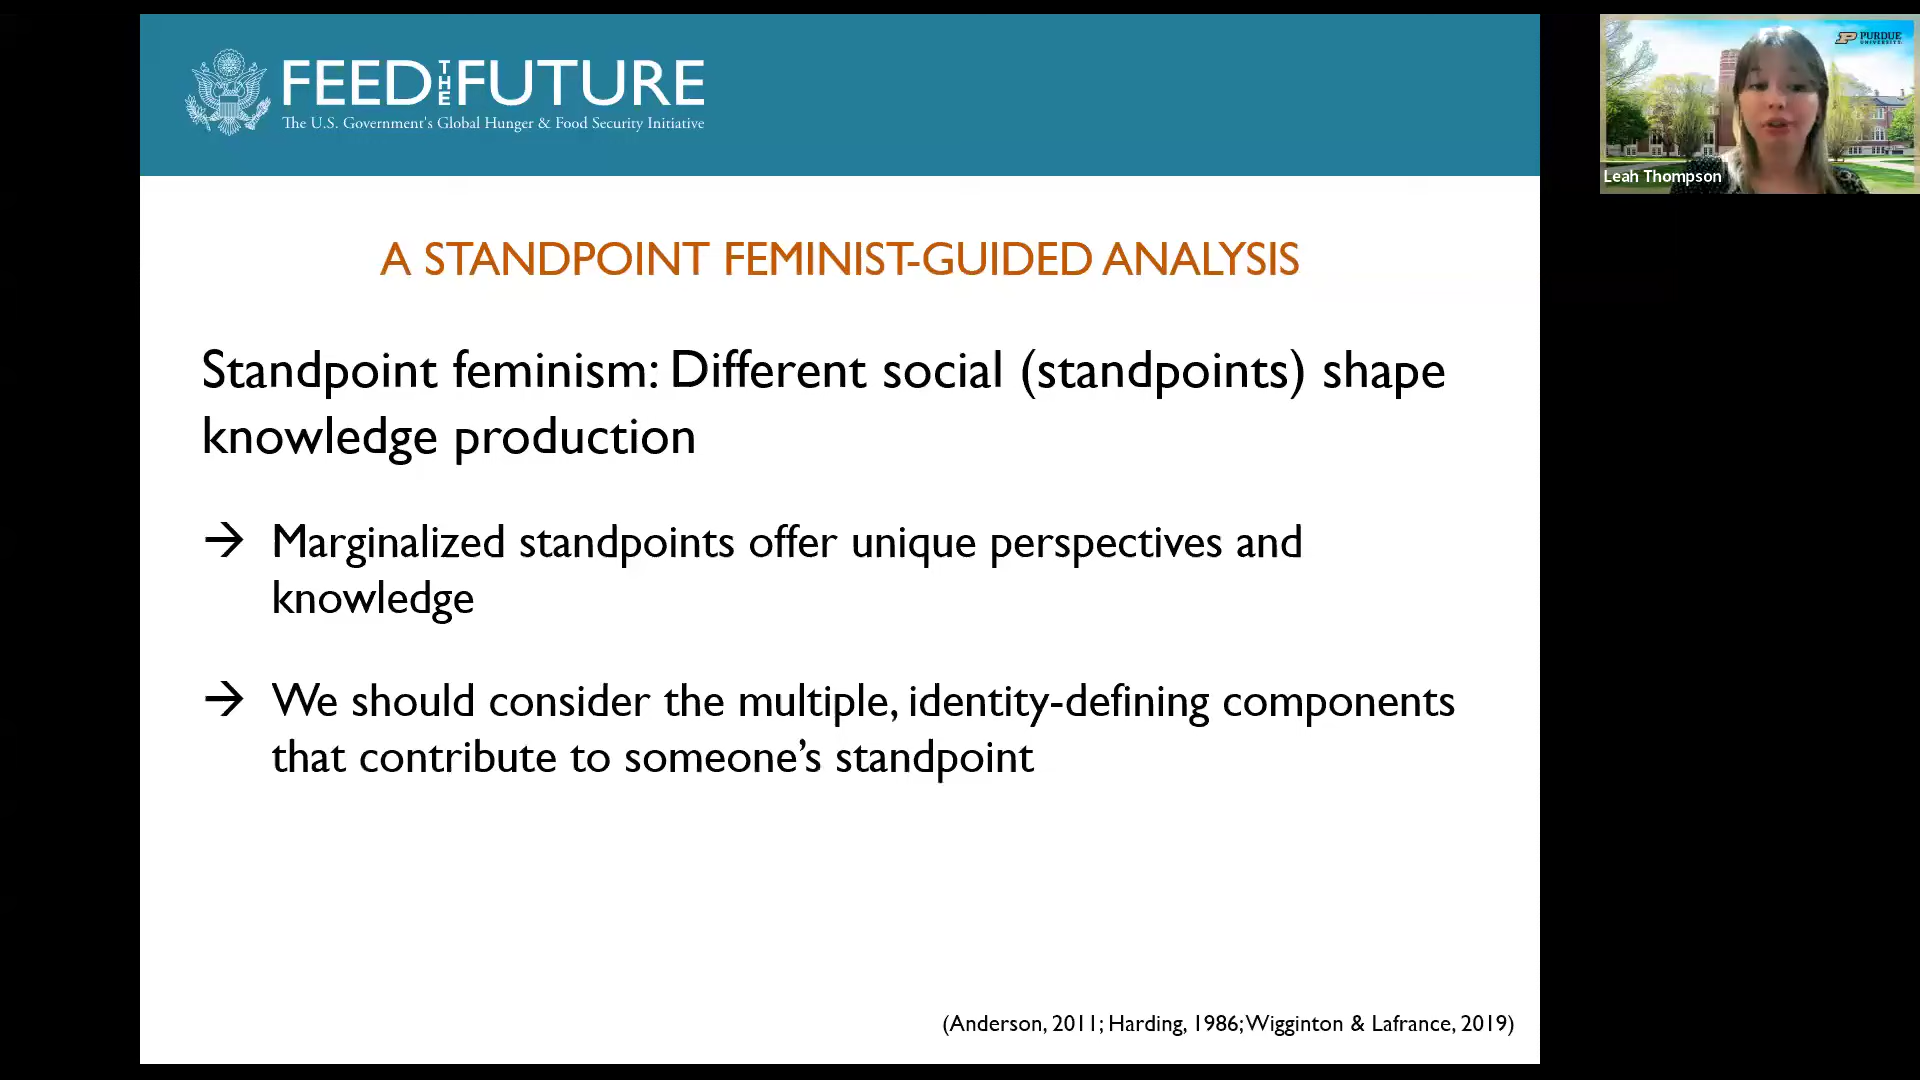 FEED THE FUTURE
The U.S. Government's Global Hunger & Food Security Initiative
PURDUE
UNIVERSITY
Leah Thompson
A STANDPOINT FEMINIST-GUIDED ANALYSIS
Standpoint feminism: Different social (standpoints) shape
knowledge production
→ Marginalized standpoints offer unique perspectives and
knowledge
→ We should consider the multiple, identity-defining components
that contribute to someone’s standpoint
(Anderson, 2011; Harding, 1986; Wigginton & Lafrance, 2019)